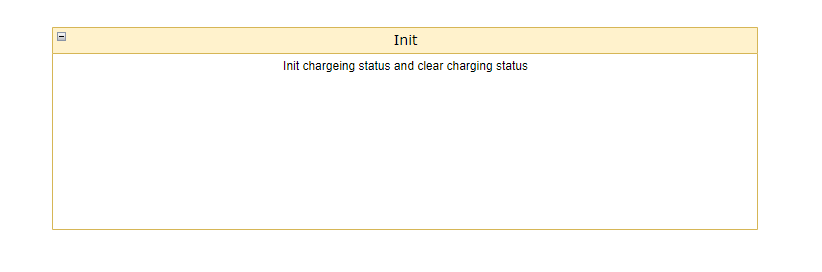 Init
Init chargeing status and clear charging status